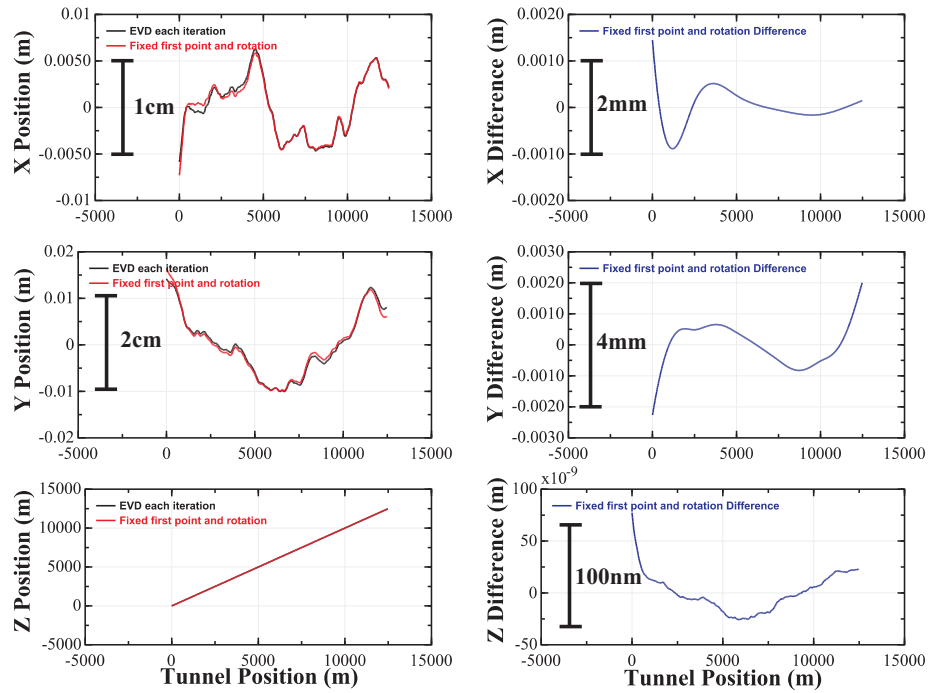 EVD each iteration
Fixed first point and rotation
X Position (m)
0.01
0.0050
0
-0.0050
-0.01
1cm
-5000 0 5000 10000 15000
Fixed first point and rotation Difference
X Difference (m)
0.0020
0.0010
0
-0.0010
-0.0020
2mm
-5000 0 5000 10000 15000
EVD each iteration
Fixed first point and rotation
Y Position (m)
0.02
0.01
0
-0.01
-0.02
2cm
-5000 0 5000 10000 15000
Fixed first point and rotation Difference
Y Difference (m)
0.0030
0.0020
0.0010
0
-0.0010
-0.0020
-0.0030
4mm
-5000 0 5000 10000 15000
EVD each iteration
Fixed first point and rotation
Z Position (m)
15000
10000
5000
0
-5000
-5000 0 5000 10000 15000
Tunnel Position (m)
x10-9
Fixed first point and rotation Difference
Z Difference (m)
100
50
0
-50
100nm
-5000 0 5000 10000 15000
Tunnel Position (m)